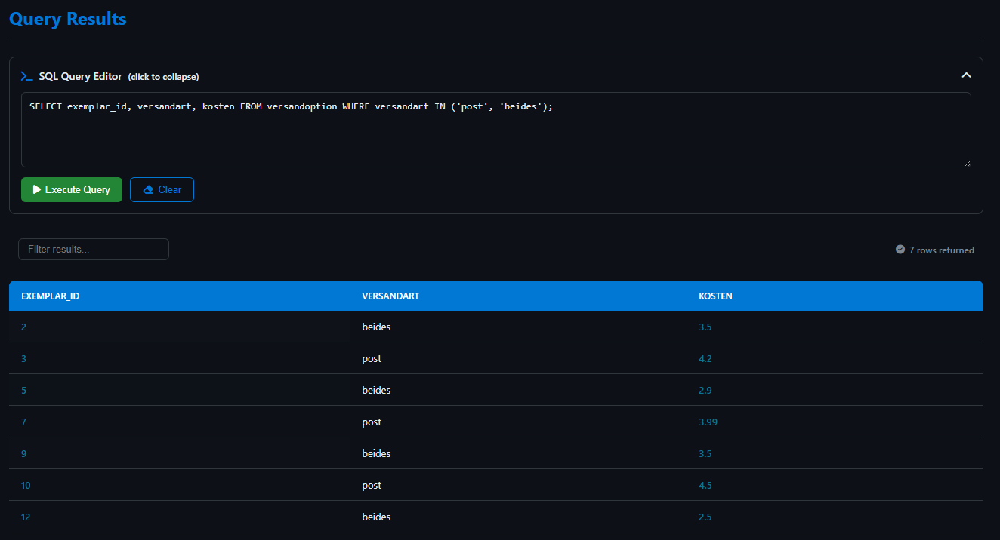 Query Results
SQL Query Editor (click to collapse)
SELECT exemplar_id, versandart, kosten FROM versandoption WHERE versandart IN ('post', 'beides');
Execute Query Clear
Filter results... 7 rows returned
EXEMPLAR_ID VERSANDART KOSTEN
2 beides 3.5
3 post 4.2
5 beides 2.9
7 post 3.99
9 beides 3.5
10 post 4.5
12 beides 2.5